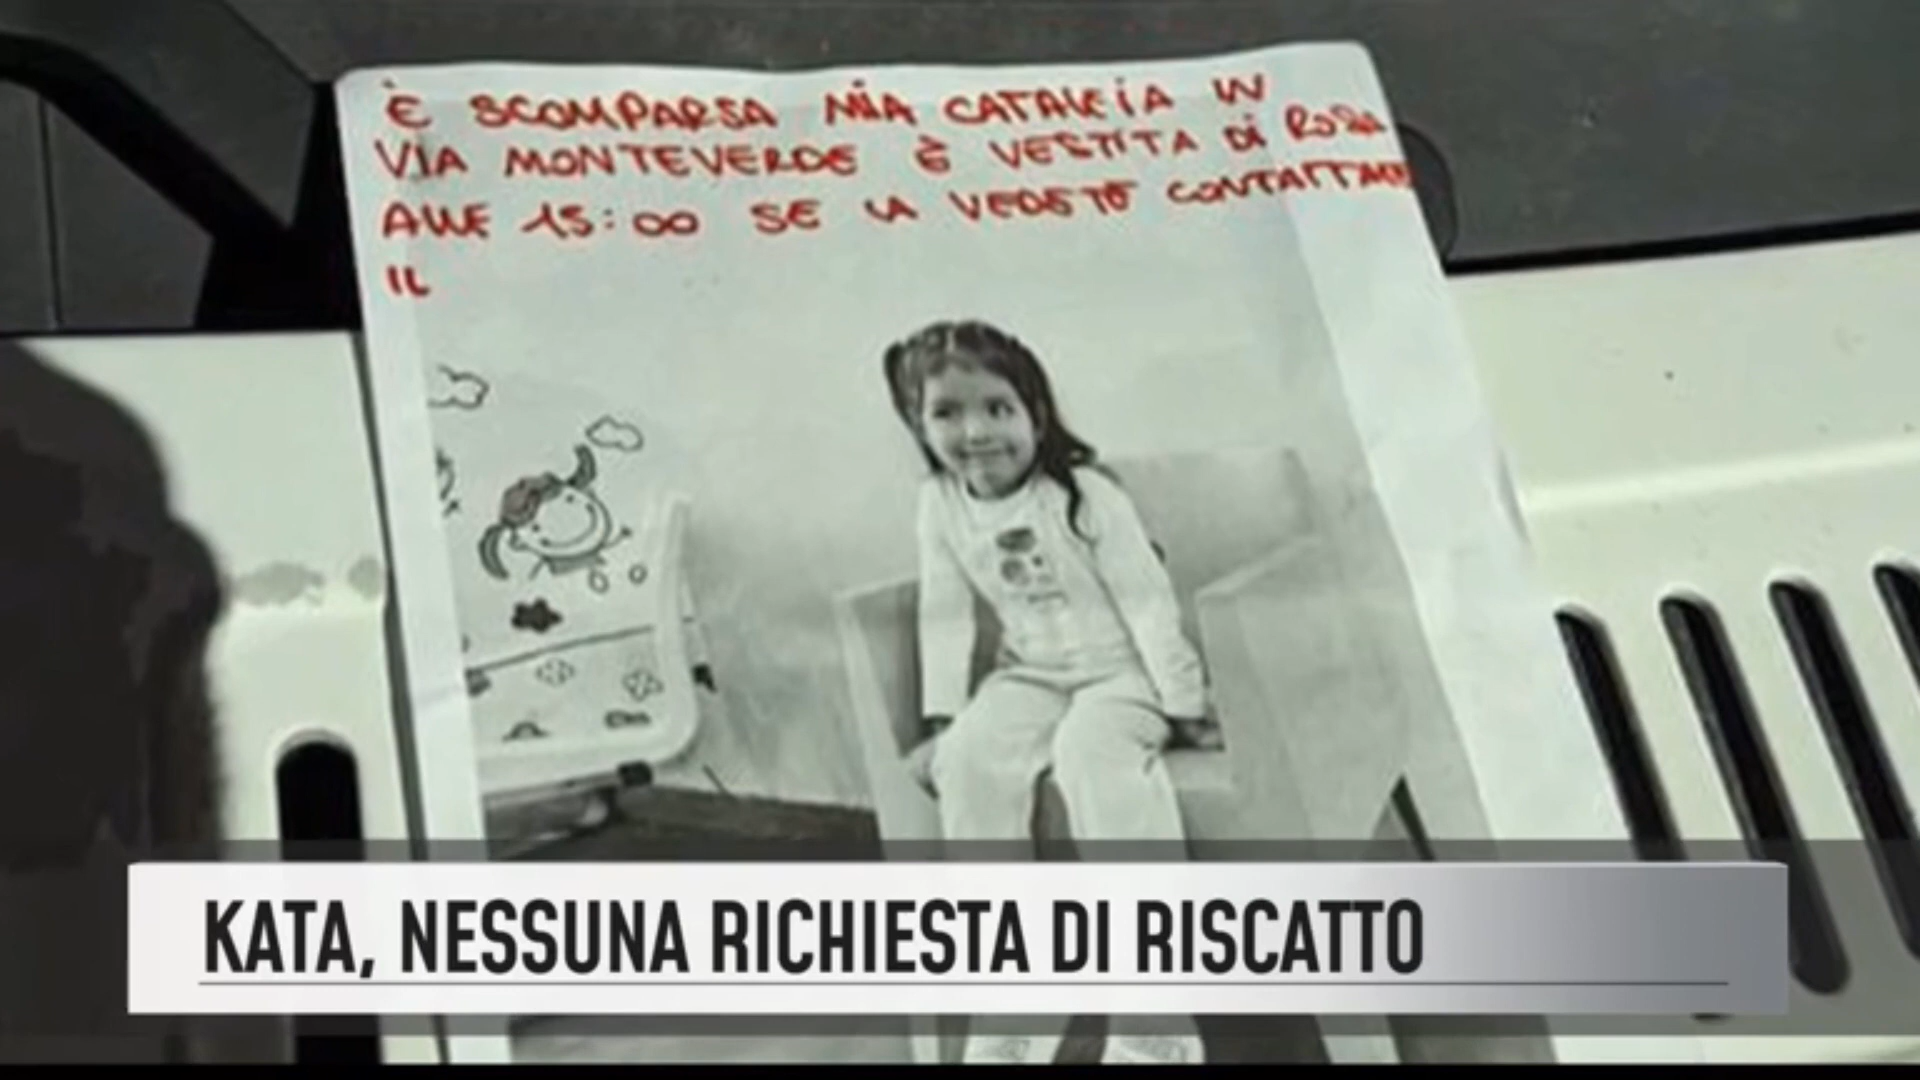 È SCOMPARSA MIA CATALEIA IN
VIA MONTEVERDE È VESTITA DI ROSA
ALLE 15:00 SE LA VEDETE
IL
KATA, NESSUNA RICHIESTA DI RISCATTO